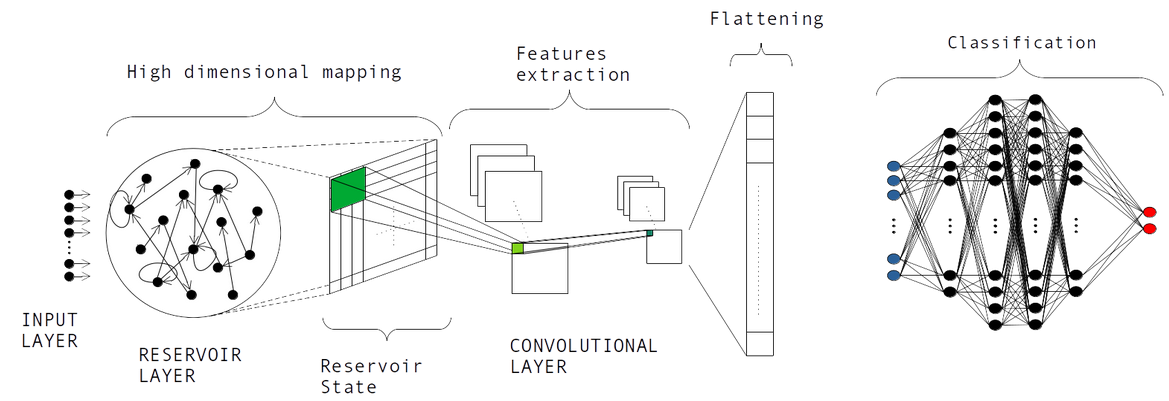 Flattening
Classification
Features
extraction
High dimensional mapping
INPUT
LAYER
RESERVOIR
LAYER
Reservoir
State
CONVOLUTIONAL
LAYER